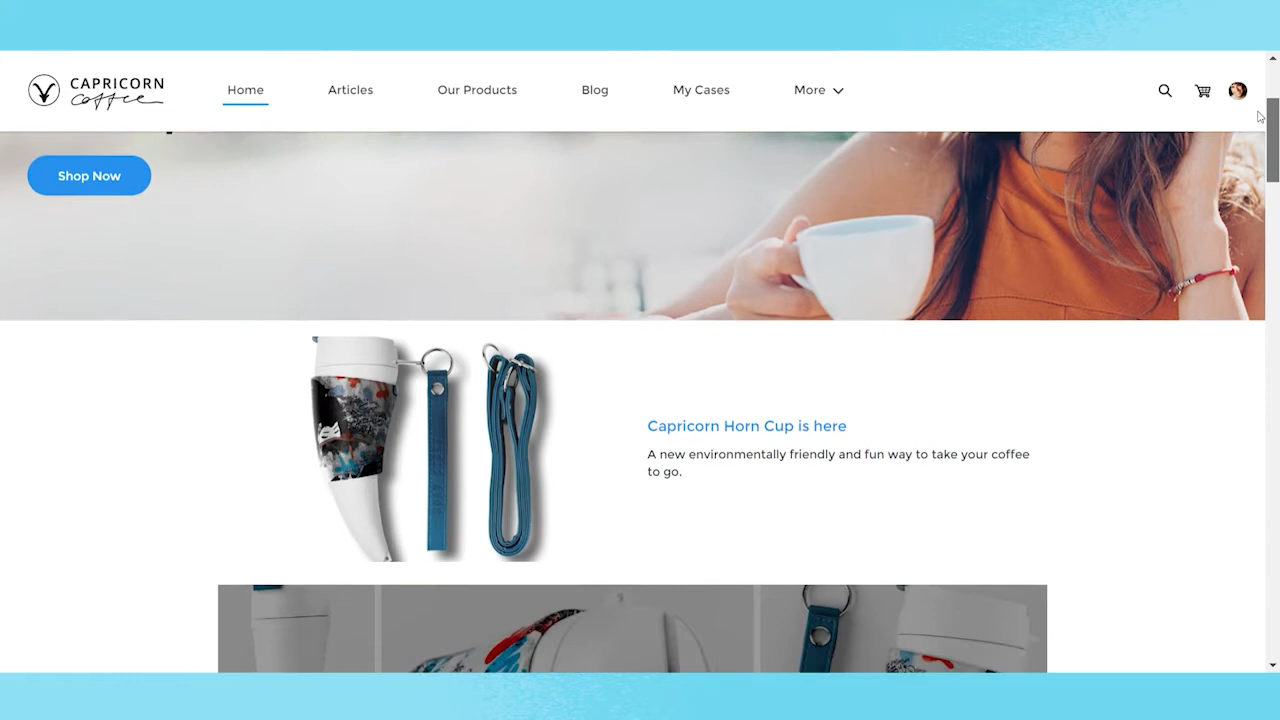 CAPRICORN
coffee
Home
Articles
Our Products
Blog
My Cases
More
Shop Now
Capricorn Horn Cup is here
A new environmentally friendly and fun way to take your coffee
to go.